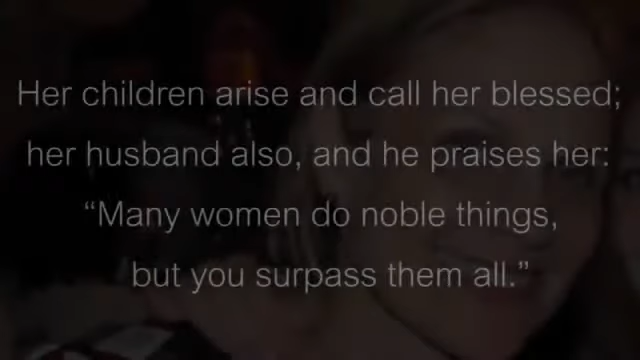 Her children arise and call her blessed;
her husband also, and he praises her:
“Many women do noble things,
but you surpass them all.”